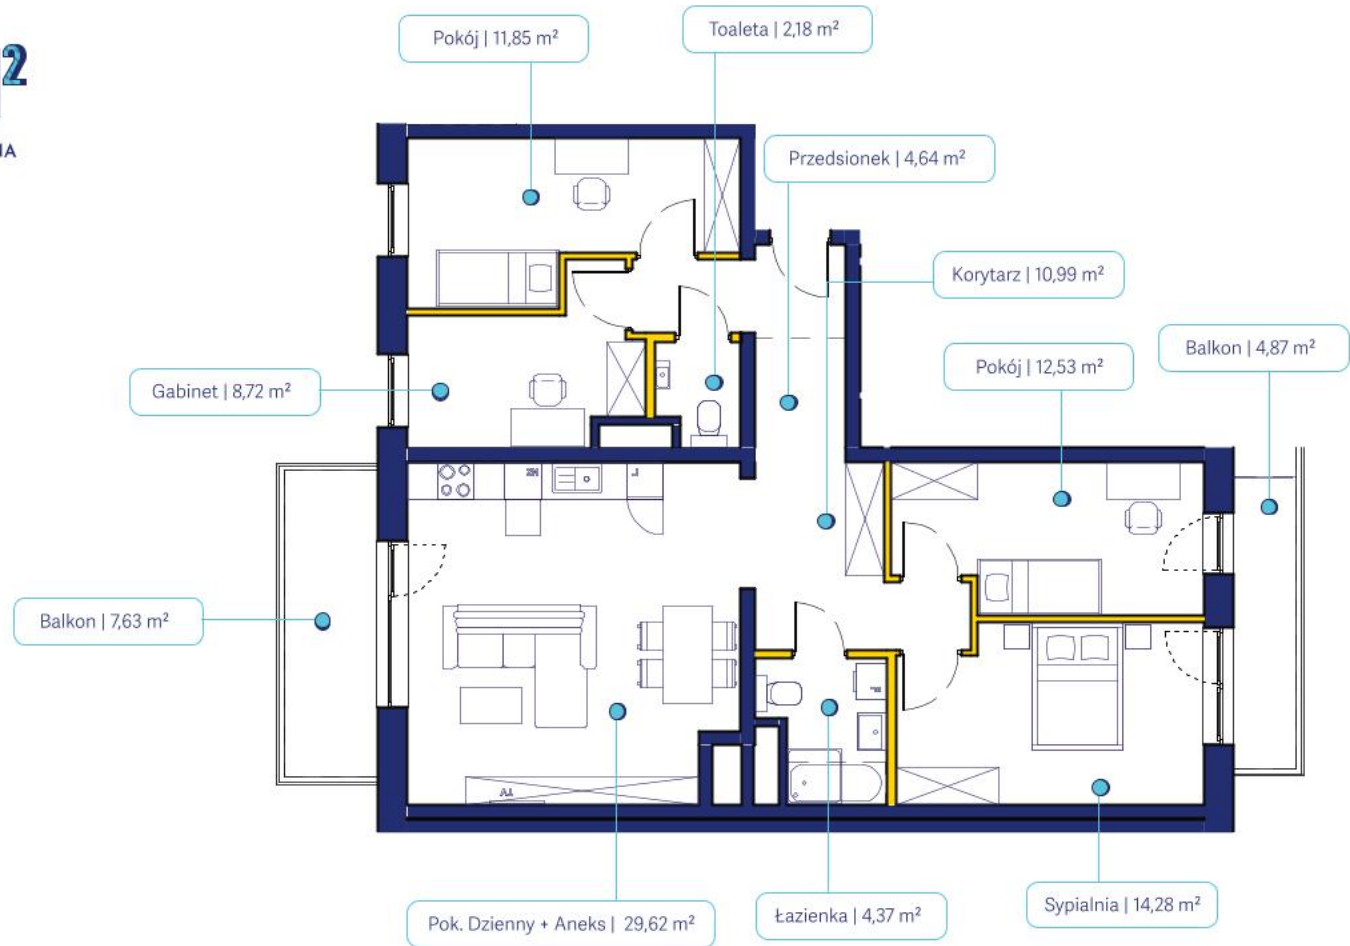 2
IA
Pokój | 11,85 m²
Toaleta | 2,18 m²
Przedsionek | 4,64 m²
Korytarz | 10,99 m²
Balkon | 4,87 m²
Pokój | 12,53 m²
Gabinet | 8,72 m²
ZM
L
Balkon | 7,63 m²
TV
Pok. Dzienny + Aneks | 29,62 m²
Łazienka | 4,37 m²
Sypialnia | 14,28 m²